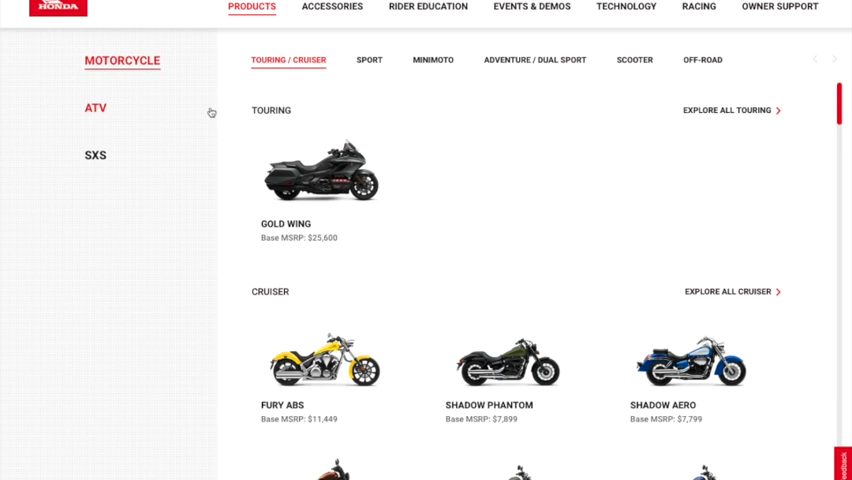 HONDA
PRODUCTS ACCESSORIES RIDER EDUCATION EVENTS & DEMOS TECHNOLOGY RACING OWNER SUPPORT
MOTORCYCLE
ATV
SXS
TOURING / CRUISER SPORT MINIMOTO ADVENTURE / DUAL SPORT SCOOTER OFF-ROAD
TOURING EXPLORE ALL TOURING
GOLD WING
Base MSRP: $25,600
CRUISER EXPLORE ALL CRUISER
FURY ABS SHADOW PHANTOM SHADOW AERO
Base MSRP: $11,449 Base MSRP: $7,899 Base MSRP: $7,799
feedback